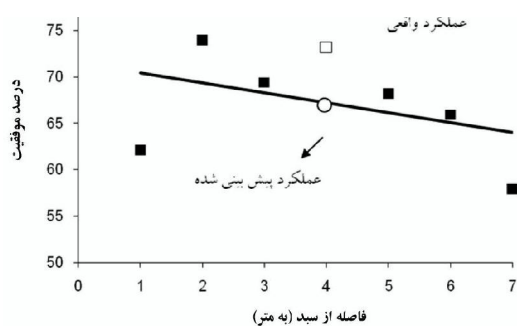 عملکرد واقعی
75
70
65
60
55
50
درصد موفقیت
عملکرد پیش بینی شده
0 1 2 3 4 5 6 7
فاصله از سبد (به متر)